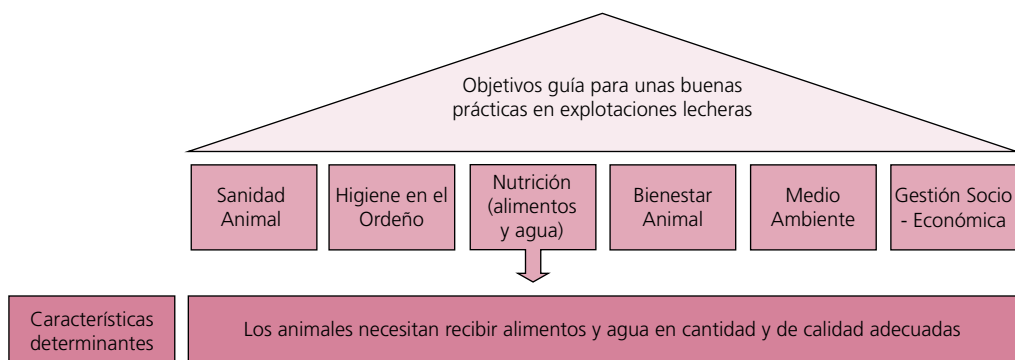 Objetivos guía para unas buenas
prácticas en explotaciones lecheras
Sanidad
Animal
Higiene en el
Ordeño
Nutrición
(alimentos
y agua)
Bienestar
Animal
Medio
Ambiente
Gestión Socio
- Económica
Características
determinantes
Los animales necesitan recibir alimentos y agua en cantidad y de calidad adecuadas